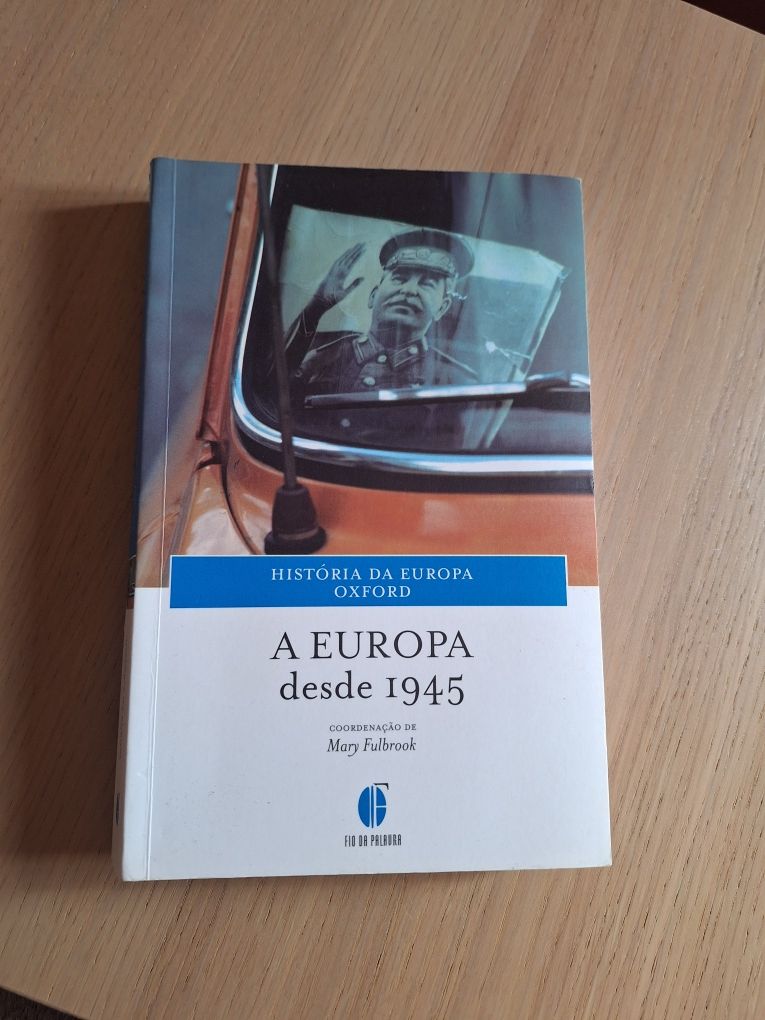 HISTÓRIA DA EUROPA
OXFORD
A EUROPA
desde 1945
COORDENAÇÃO DE
Mary Fulbrook
FIO DA PALAVRA